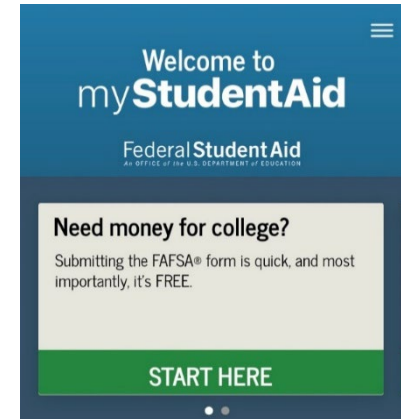 Welcome to
myStudentAid
Federal Student Aid
An OFFICE of the U.S. DEPARTMENT of EDUCATION
Need money for college?
Submitting the FAFSA® form is quick, and most
importantly, it's FREE.
START HERE